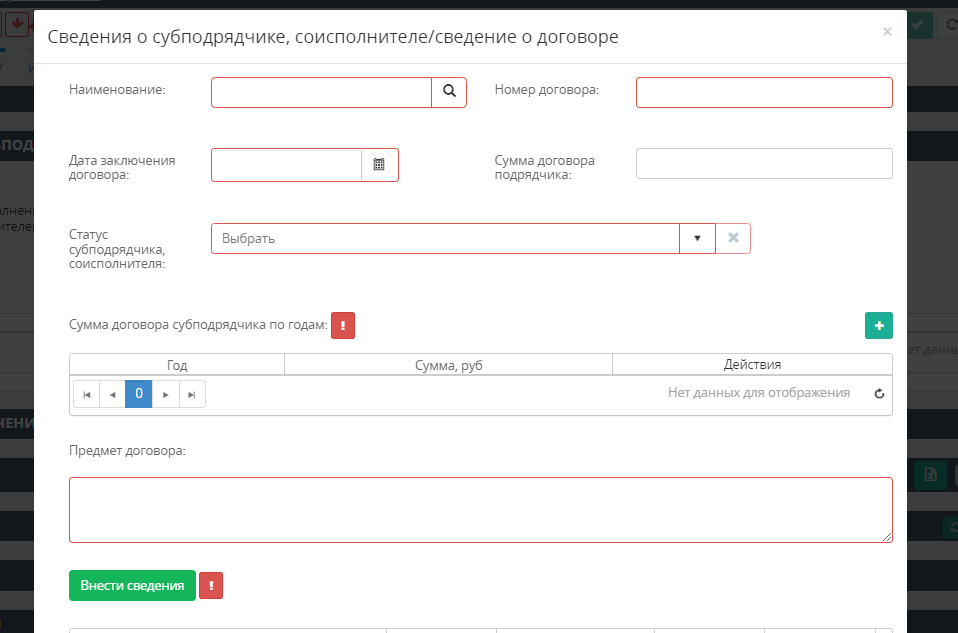 Сведения о субподрядчике, соисполнителе/сведение о договоре
×
Наименование:
Номер договора:
Дата заключения
договора:
Сумма договора
подрядчика:
Статус
субподрядчика,
соисполнителя:
Выбрать
Сумма договора субподрядчика по годам:
!
+
Год
Сумма, руб
Действия
0
Нет данных для отображения
Предмет договора:
Внести сведения
!